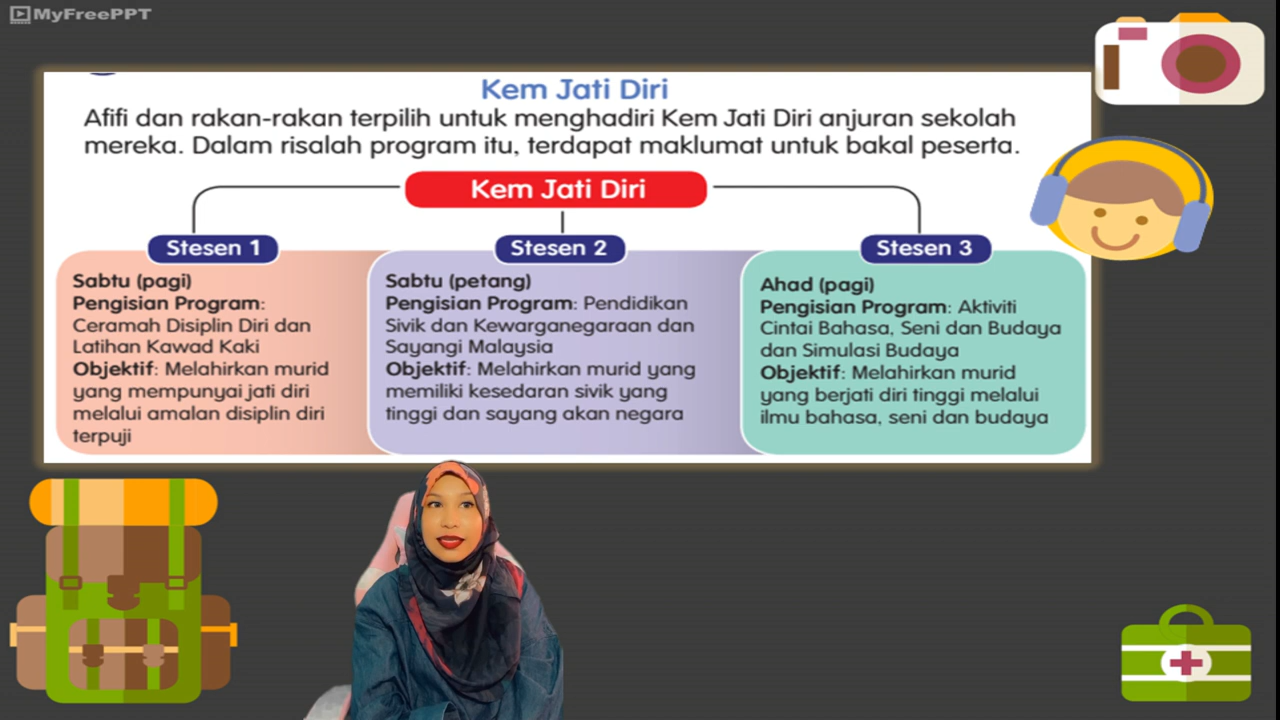 MyFreePPT
Kem Jati Diri
Afifi dan rakan-rakan terpilih untuk menghadiri Kem Jati Diri anjuran sekolah
mereka. Dalam risalah program itu, terdapat maklumat untuk bakal peserta.
Kem Jati Diri
Stesen 1
Sabtu (pagi)
Pengisian Program:
Ceramah Disiplin Diri dan
Latihan Kawad Kaki
Objektif: Melahirkan murid
yang mempunyai jati diri
melalui amalan disiplin diri
terpuji
Stesen 2
Sabtu (petang)
Pengisian Program: Pendidikan
Sivik dan Kewarganegaraan dan
Sayangi Malaysia
Objektif: Melahirkan murid yang
memiliki kesedaran sivik yang
tinggi dan sayang akan negara
Stesen 3
Ahad (pagi)
Pengisian Program: Aktiviti
Cintai Bahasa, Seni dan Budaya
dan Simulasi Budaya
Objektif: Melahirkan murid
yang berjati diri tinggi melalui
ilmu bahasa, seni dan budaya